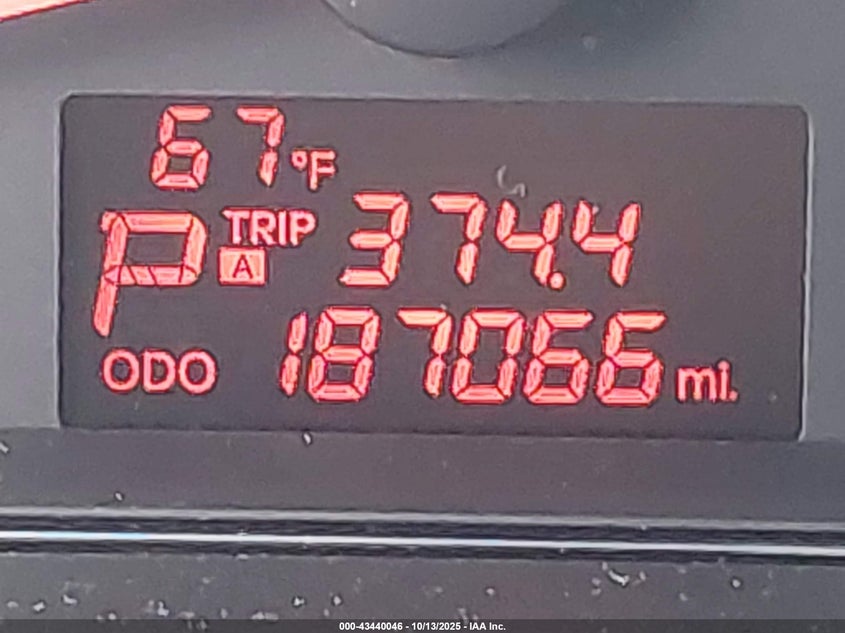 67°F
P TRIP A 374.4
ODO 187066 mi.
000-43440046 - 10/13/2025 - IAA Inc.